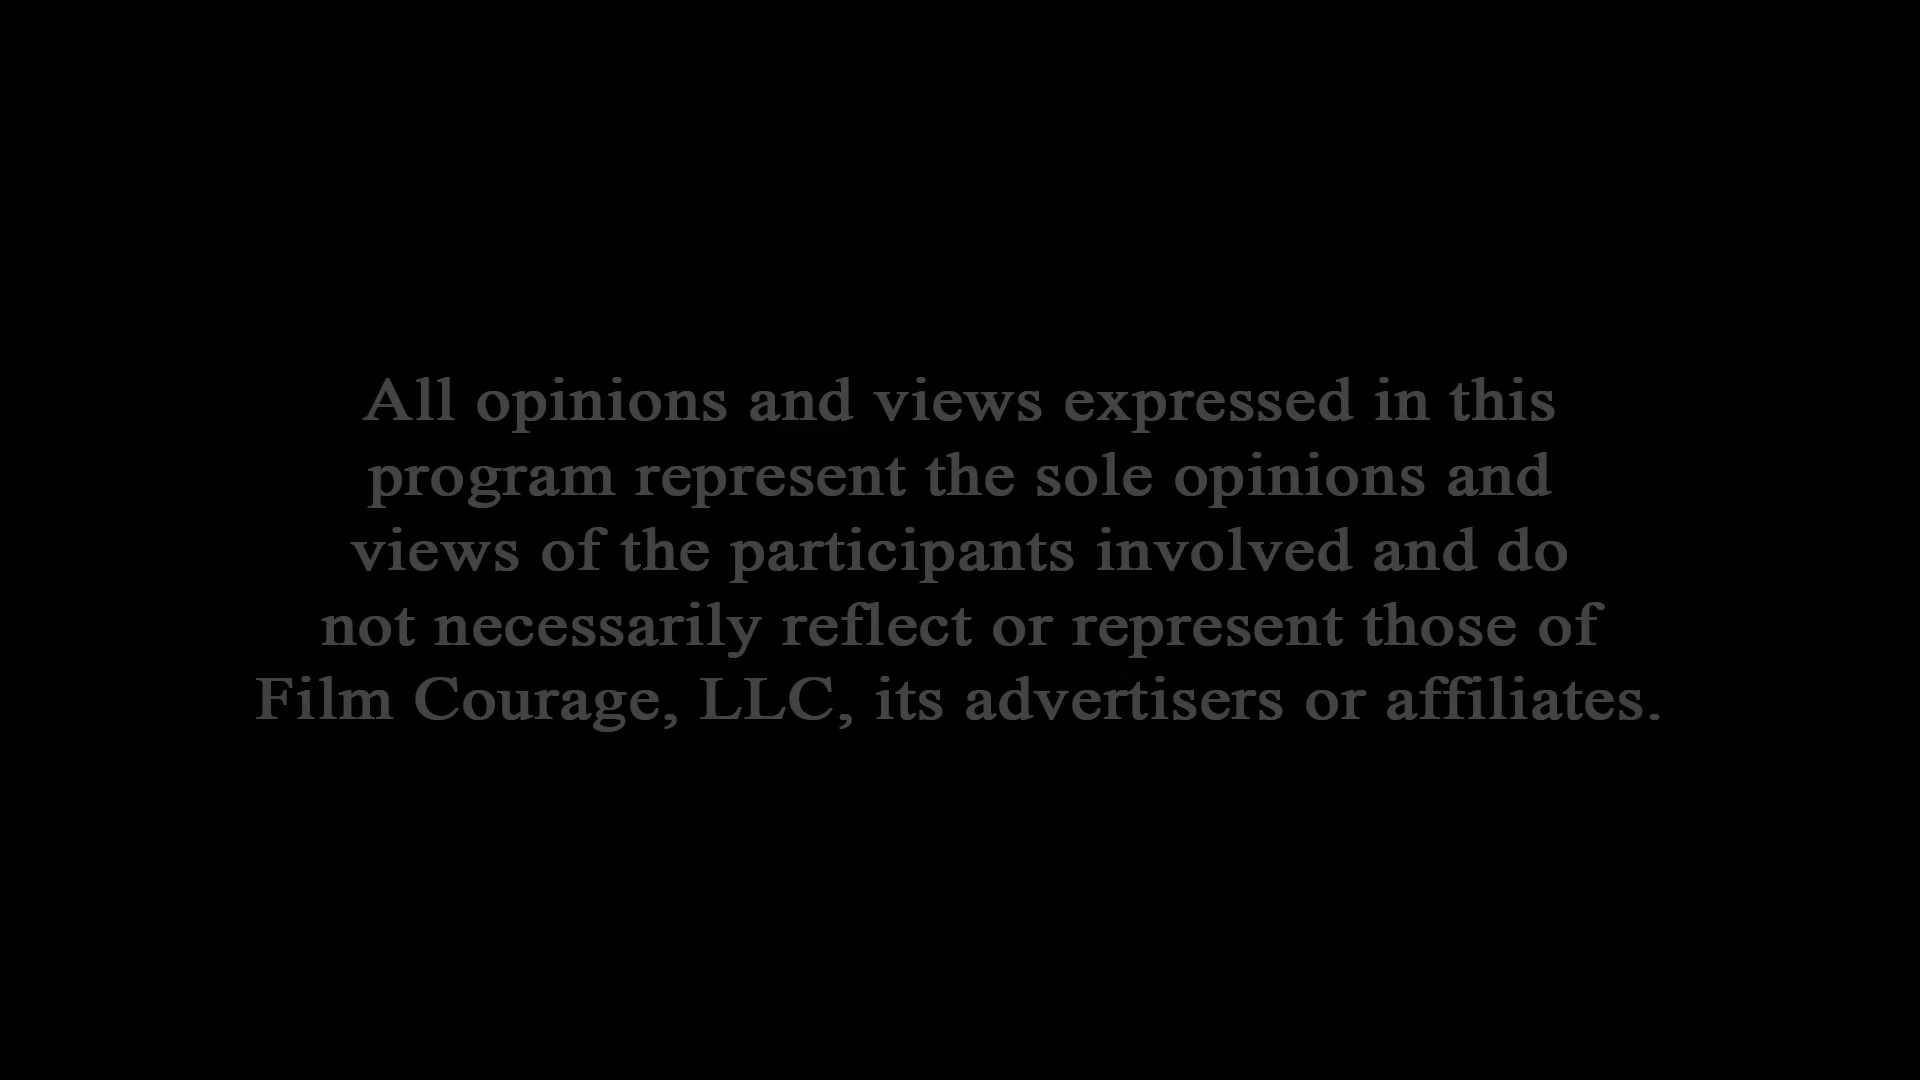 All opinions and views expressed in this
program represent the sole opinions and
views of the participants involved and do
not necessarily reflect or represent those of
Film Courage, LLC, its advertisers or affiliates.